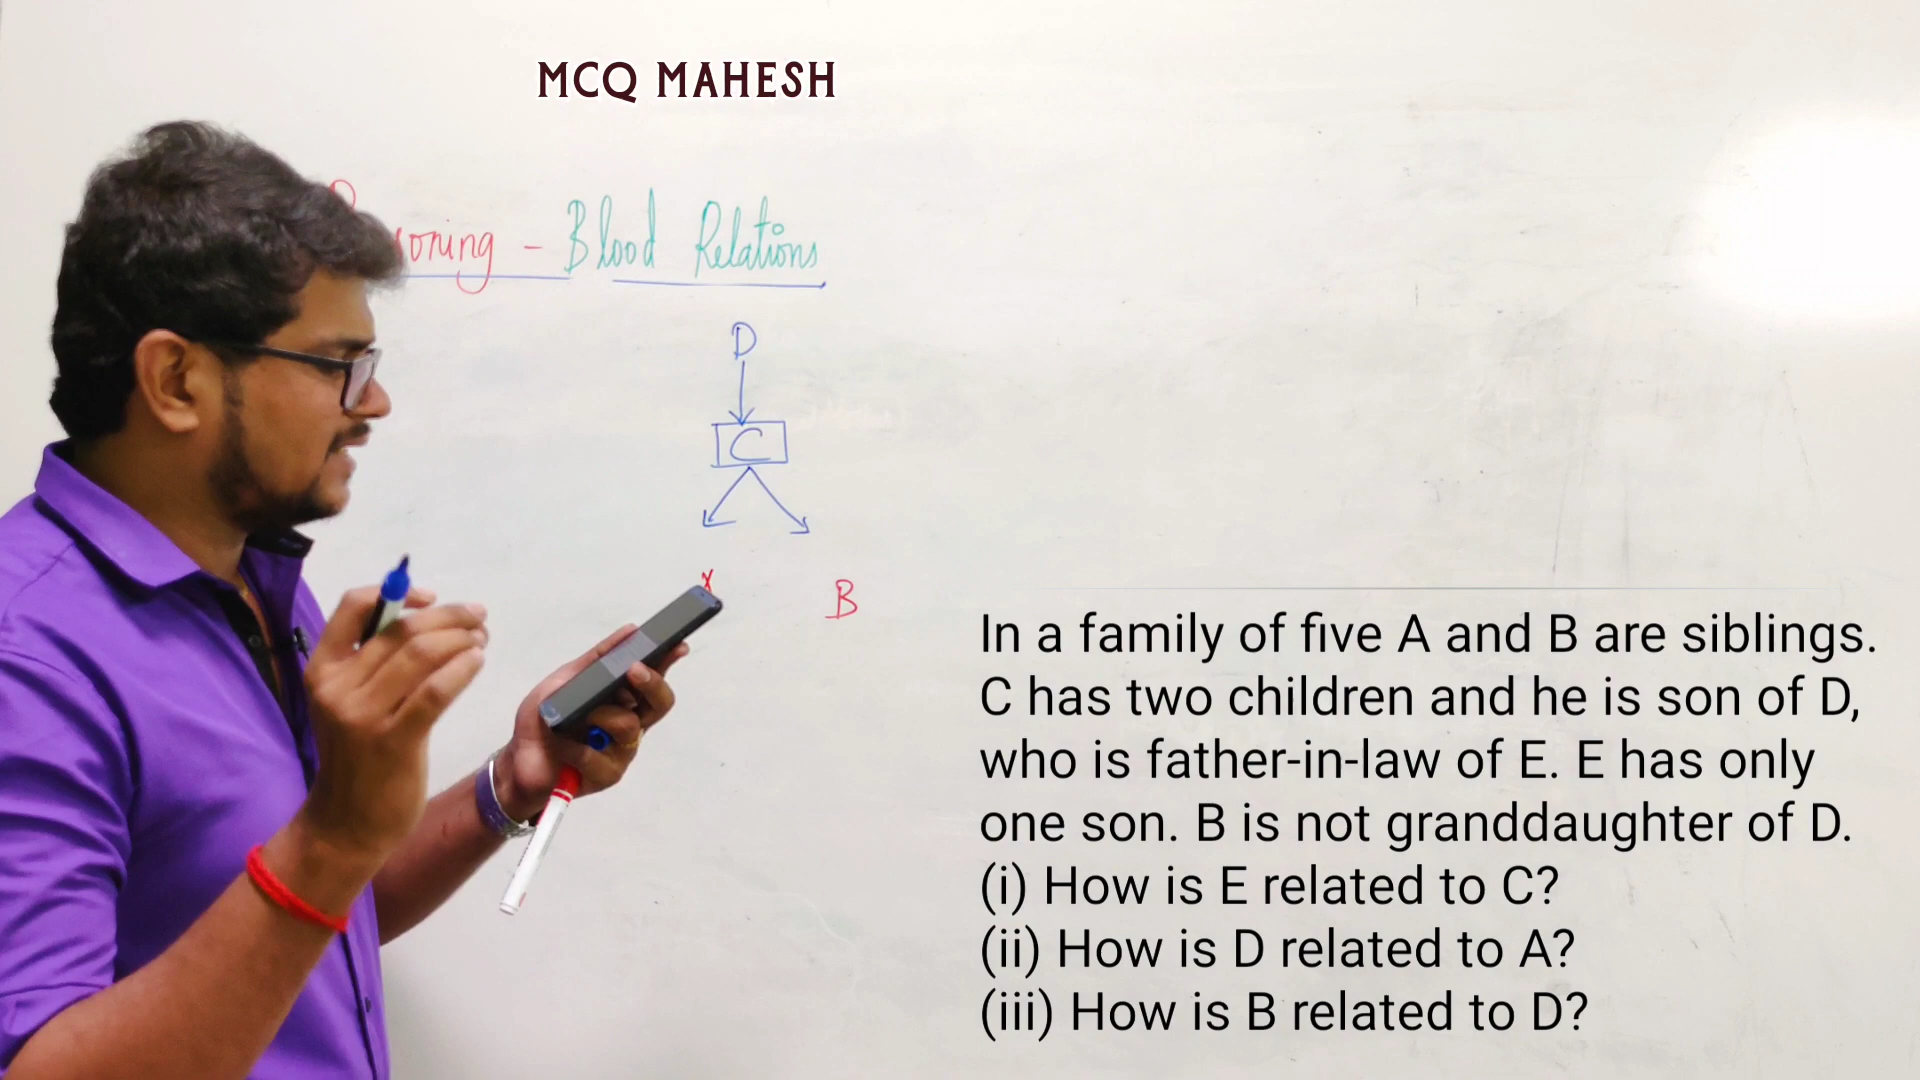 MCQ MAHESH
Blood Relations
D
C
B
In a family of five A and B are siblings.
C has two children and he is son of D,
who is father-in-law of E. E has only
one son. B is not granddaughter of D.
(i) How is E related to C?
(ii) How is D related to A?
(iii) How is B related to D?